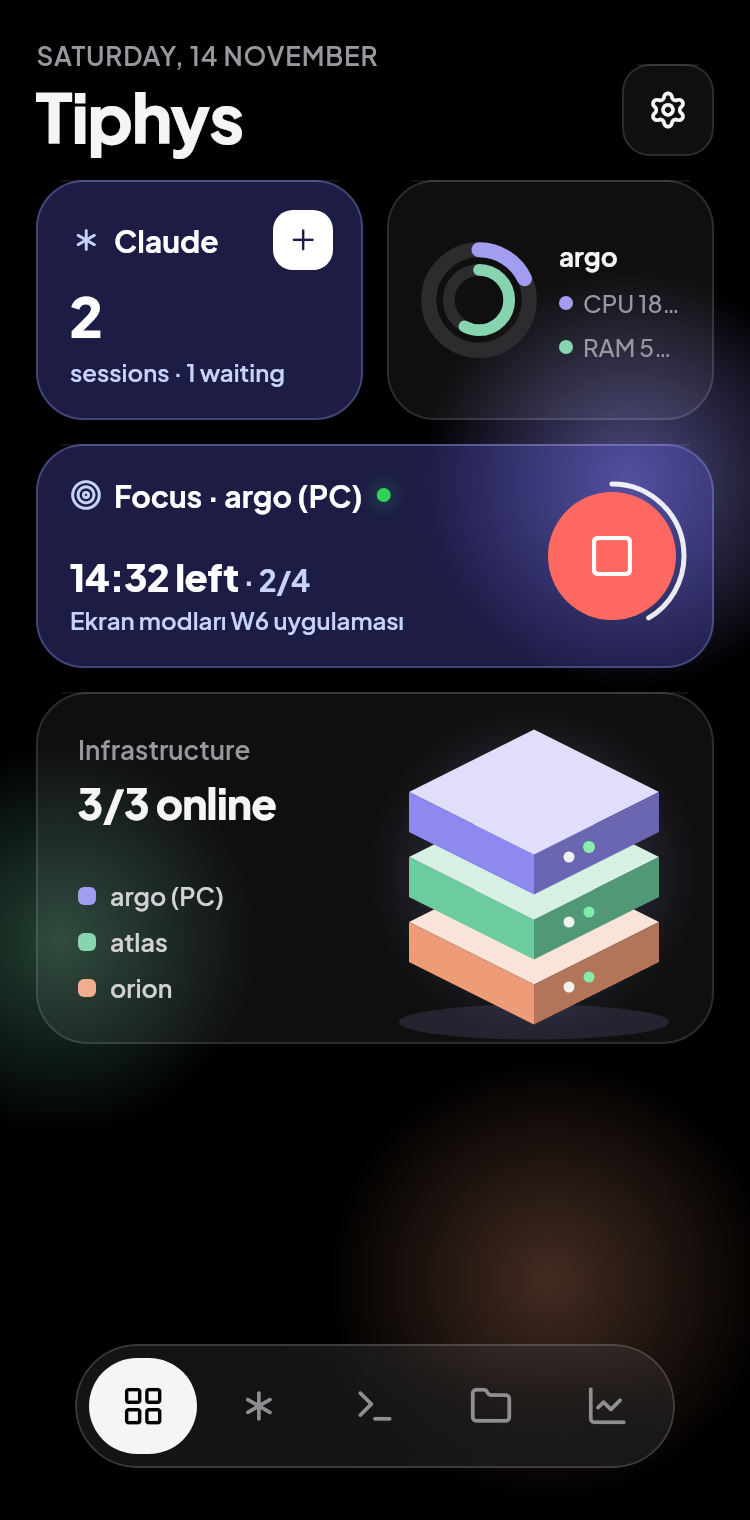 SATURDAY, 14 NOVEMBER
Tiphys
Claude
2
sessions · 1 waiting
argo
CPU 18...
RAM 5...
Focus · argo (PC)
14:32 left · 2/4
Ekran modları W6 uygulaması
Infrastructure
3/3 online
argo (PC)
atlas
orion